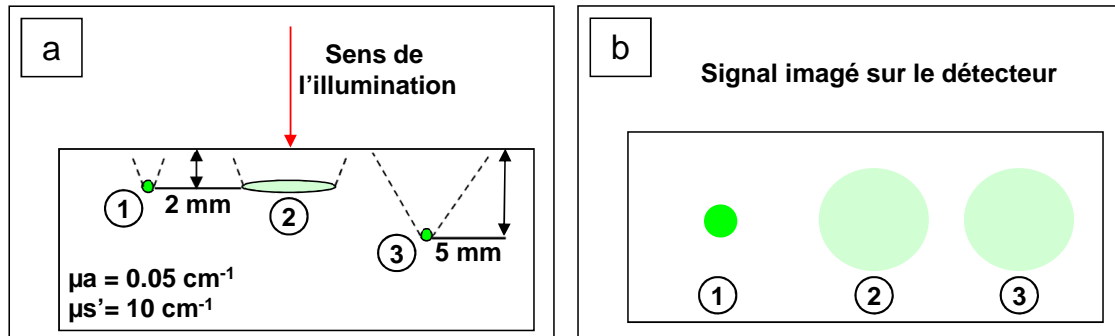 a
Sens de
l'illumination
1
2 mm
2
3
5 mm
µa = 0.05 cm-1
µs'= 10 cm-1
b
Signal imagé sur le détecteur
1
2
3